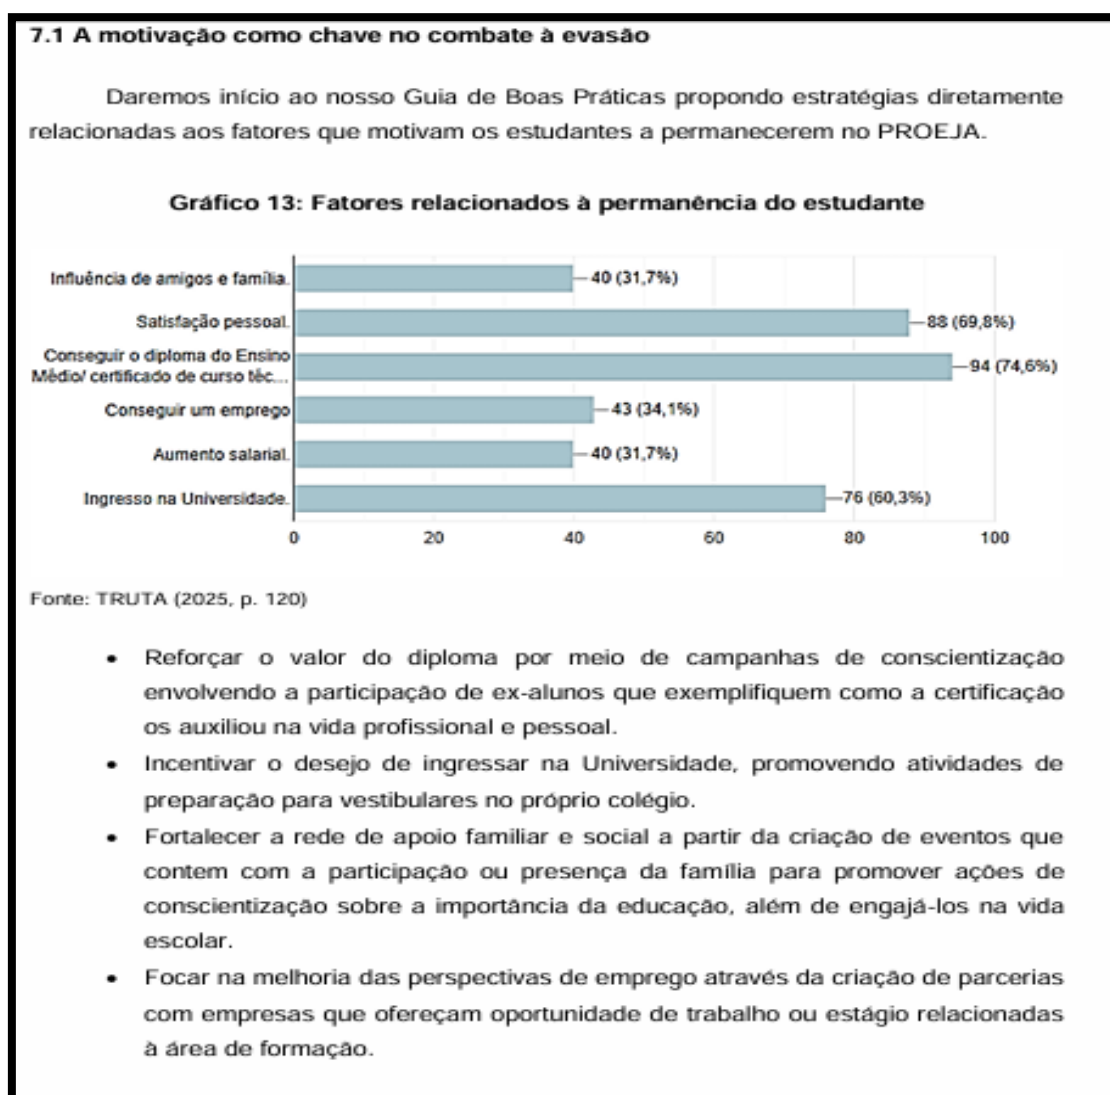 7.1 A motivação como chave no combate à evasão
Daremos início ao nosso Guia de Boas Práticas propondo estratégias diretamente
relacionadas aos fatores que motivam os estudantes a permanecerem no PROEJA.
Gráfico 13: Fatores relacionados à permanência do estudante
Influência de amigos e família. 40 (31,7%)
Satisfação pessoal. 88 (69,8%)
Conseguir o diploma do Ensino
Médio/ certificado de curso téc... 94 (74,6%)
Conseguir um emprego 43 (34,1%)
Aumento salarial. 40 (31,7%)
Ingresso na Universidade. 76 (60,3%)
0 20 40 60 80 100
Fonte: TRUTA (2025, p. 120)
• Reforçar o valor do diploma por meio de campanhas de conscientização
envolvendo a participação de ex-alunos que exemplifiquem como a certificação
os auxiliou na vida profissional e pessoal.
• Incentivar o desejo de ingressar na Universidade, promovendo atividades de
preparação para vestibulares no próprio colégio.
• Fortalecer a rede de apoio familiar e social a partir da criação de eventos que
contem com a participação ou presença da família para promover ações de
conscientização sobre a importância da educação, além de engajá-los na vida
escolar.
• Focar na melhoria das perspectivas de emprego através da criação de parcerias
com empresas que ofereçam oportunidade de trabalho ou estágio relacionadas
à área de formação.